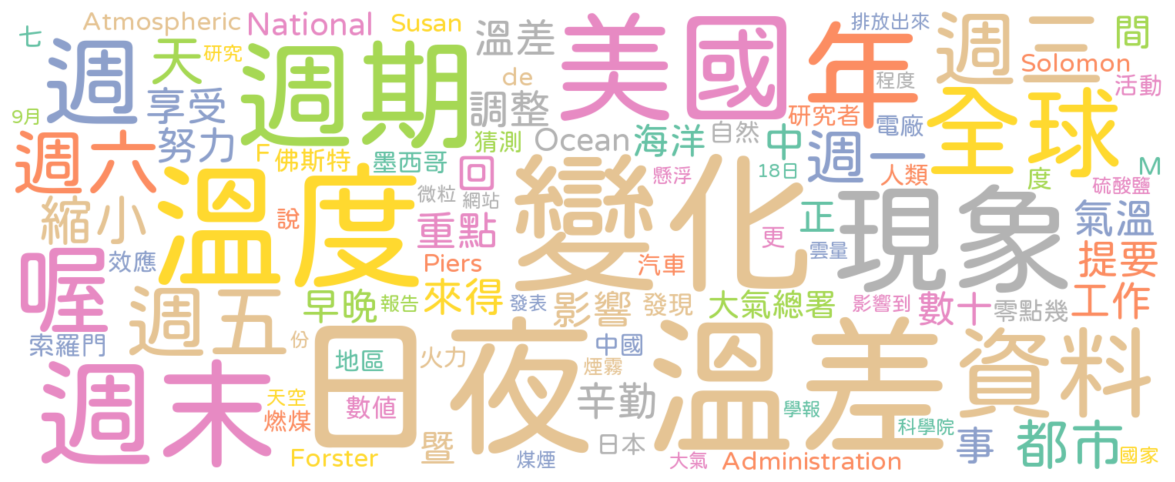 七 Atmospheric National Susan 溫差 美國 年 週三 排放出來 間
週 天 研究 週期 de 程度 Solomon 活動
9月 享受 調整 研究者 全球
週六 努力 F 佛斯特 墨西哥 猜測 Ocean 海洋 自然 中 週一 電廠
溫度 微粒 網站 回 變化 懸浮 18日 人類 度 M 硫酸鹽
縮小 說 重點 更 正 現象 氣溫
喔 效應 Piers 汽車 雲量 提要
週五 早晚 報告 來得 發表 影響 發現 大氣總署 影響到 數十 零點幾 工作
索羅門 份 日夜溫差 地區 火力 中國 煙霧 資料
週末 天空 數值 辛勤 學報
燃煤 暨 日本 科學院 事 都市
Forster 煤煙 大氣 Administration 國家